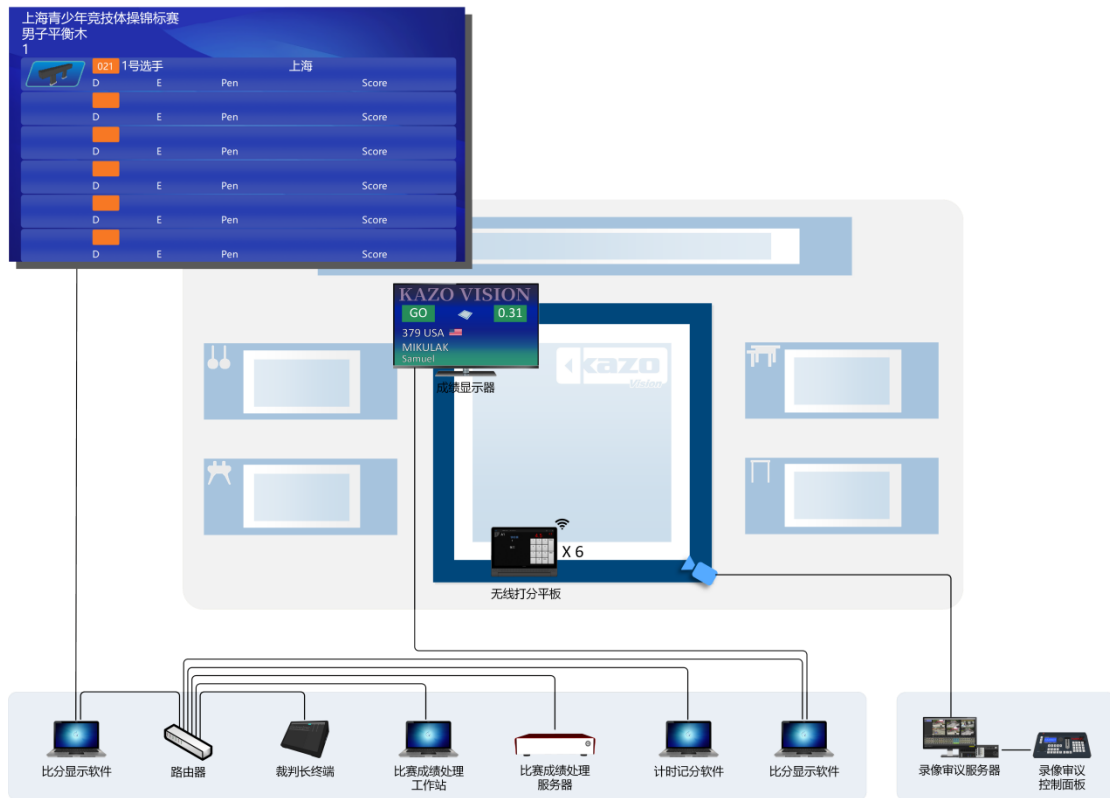 上海青少年竞技体操锦标赛
男子平衡木
1
021 1号选手 上海
D E Pen Score
D E Pen Score
D E Pen Score
D E Pen Score
D E Pen Score
D E Pen Score
KAZO VISION
GO 0.31
379 USA
MIKULAK
Samuel
成绩显示器
kazo
Vision
X 6
无线打分平板
比分显示软件
路由器
裁判长终端
比赛成绩处理
工作站
比赛成绩处理
服务器
计时记分软件
比分显示软件
录像审议服务器
录像审议
控制面板